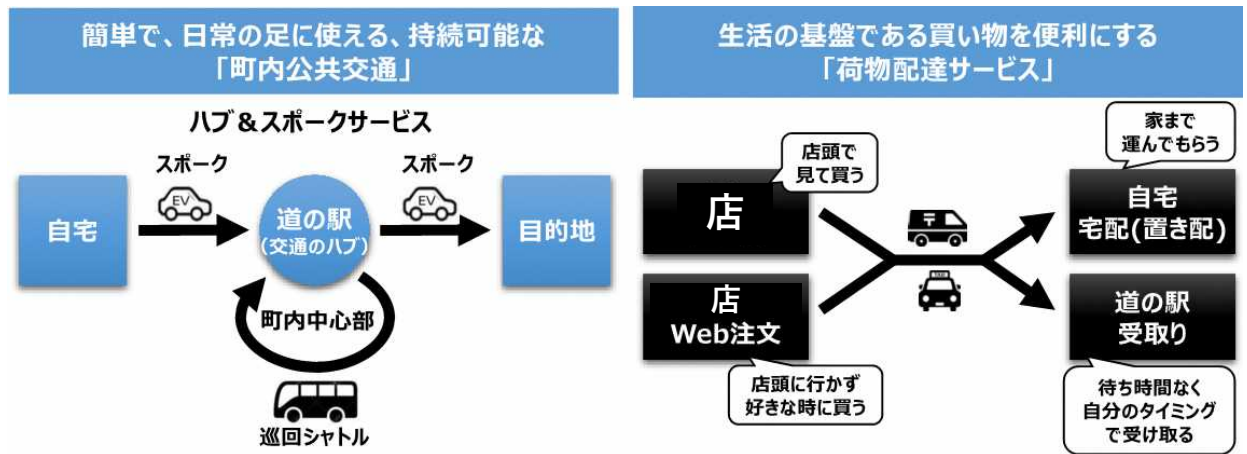 簡単で、日常の足に使える、持続可能な
「町内公共交通」
ハブ&スポークサービス
スポーク
スポーク
EV
EV
自宅
道の駅
(交通のハブ)
目的地
町内中心部
巡回シャトル
生活の基盤である買い物を便利にする
「荷物配達サービス」
店頭で
見て買う
家まで
運んでもらう
店
〒
TAXI
自宅
宅配(置き配)
店
Web注文
道の駅
受取り
店頭に行かず
好きな時に買う
待ち時間なく
自分のタイミング
で受け取る